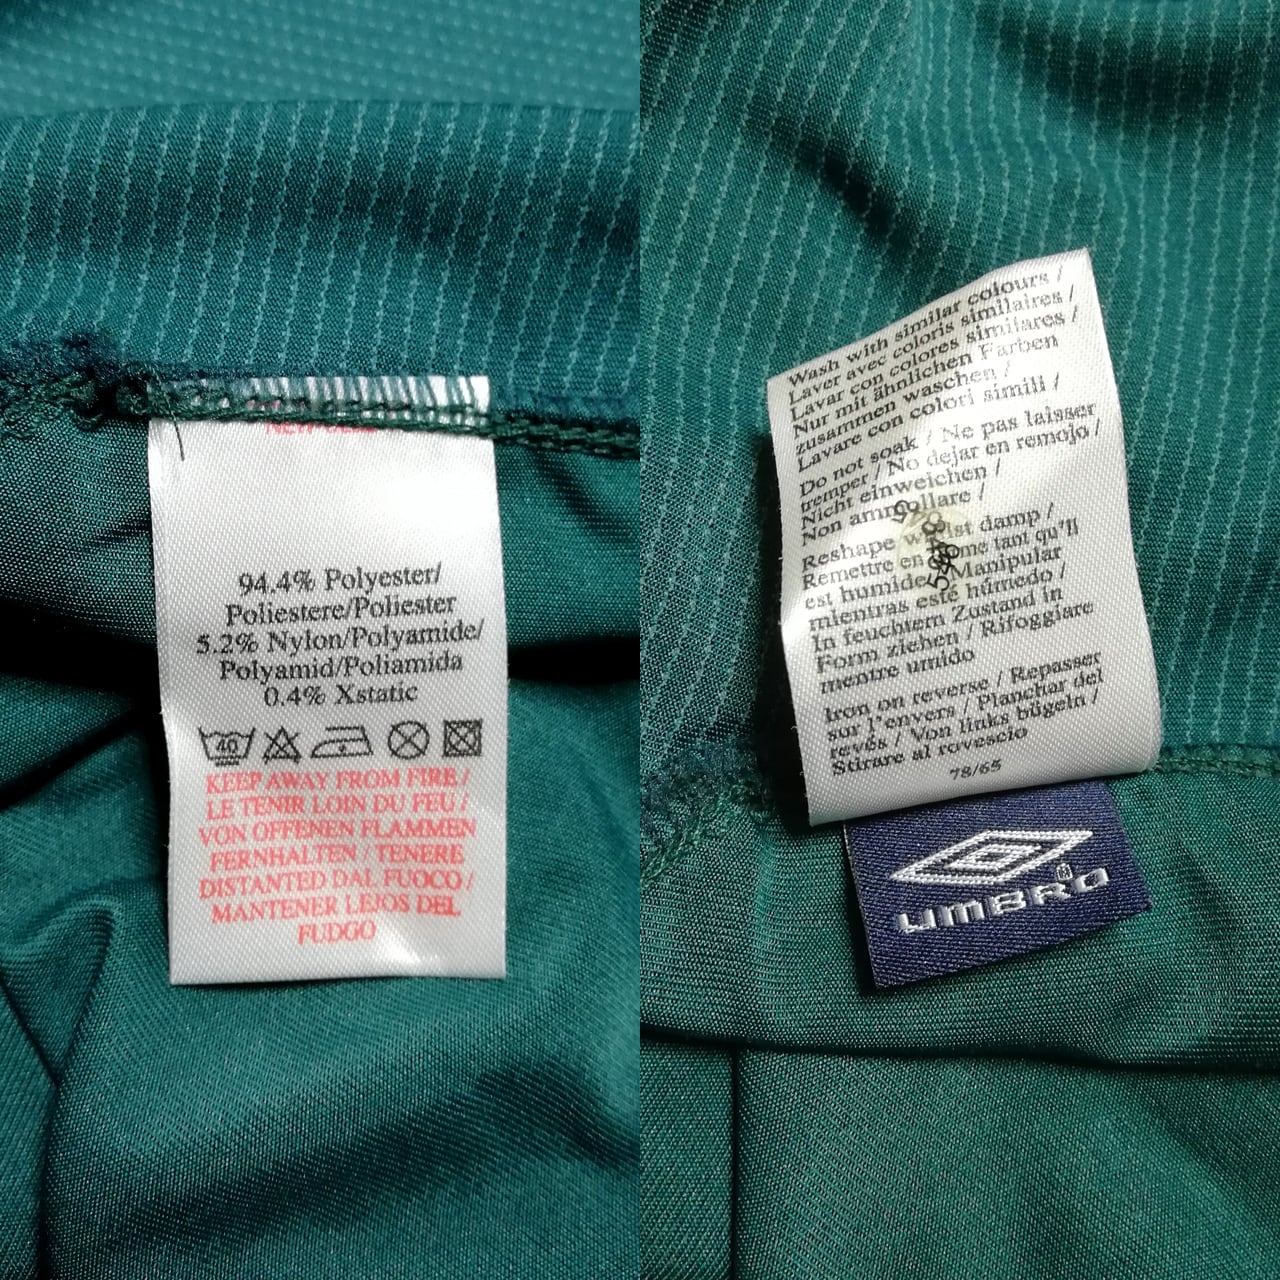 94.4% Polyester/
Poliestere/Poliester
5.2% Nylon/Polyamide/
Polyamid/Poliamida
0.4% Xstatic
40
KEEP AWAY FROM FIRE /
LE TENIR LOIN DU FEU /
VON OFFENEN FLAMMEN
FERNHALTEN / TENERE
DISTANTED DAL FUOCO /
MANTENER LEJOS DEL
FUDGO
Wash with similar colours /
Laver avec coloris similaires /
Lavar con colores similares /
Nur mit ähnlichen Farben
zusammen waschen /
Lavare con colori simili /
Do not soak / Ne pas laisser
tremper / No dejar en remojo /
Nicht einweichen /
Non ammollare /
Reshape whilst damp /
Remettre en forme tant qu'il
est humide / Manipular
mientras esté húmedo /
In feuchtem Zustand in
Form ziehen / Rifoggiare
mentre umido
Iron on reverse / Repasser
sur l'envers / Planchar del
revés / Von links bügeln /
Stirare al rovescio
78/65
UMBRO